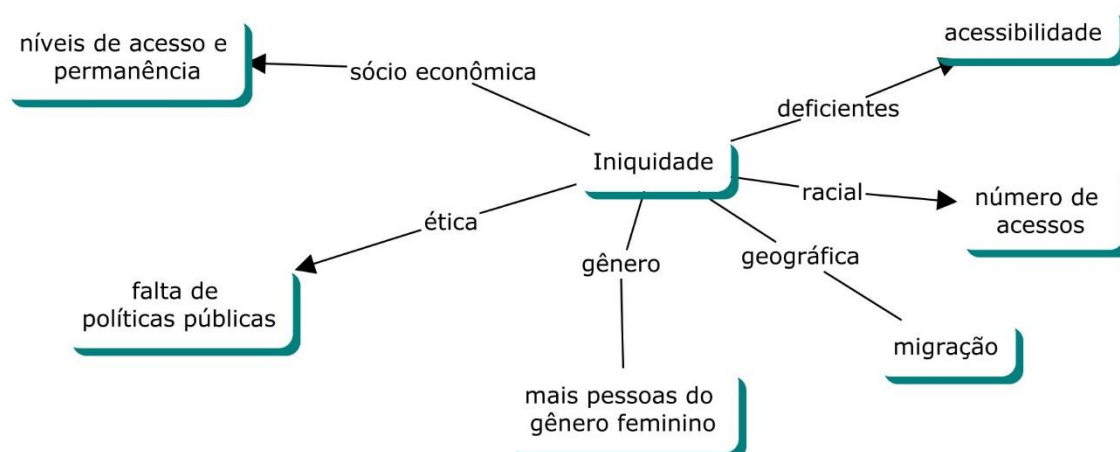 níveis de acesso e
permanência
sócio econômica
acessibilidade
deficientes
Iniquidade
racial
número de
acessos
ética
gênero
geográfica
falta de
políticas públicas
migração
mais pessoas do
gênero feminino